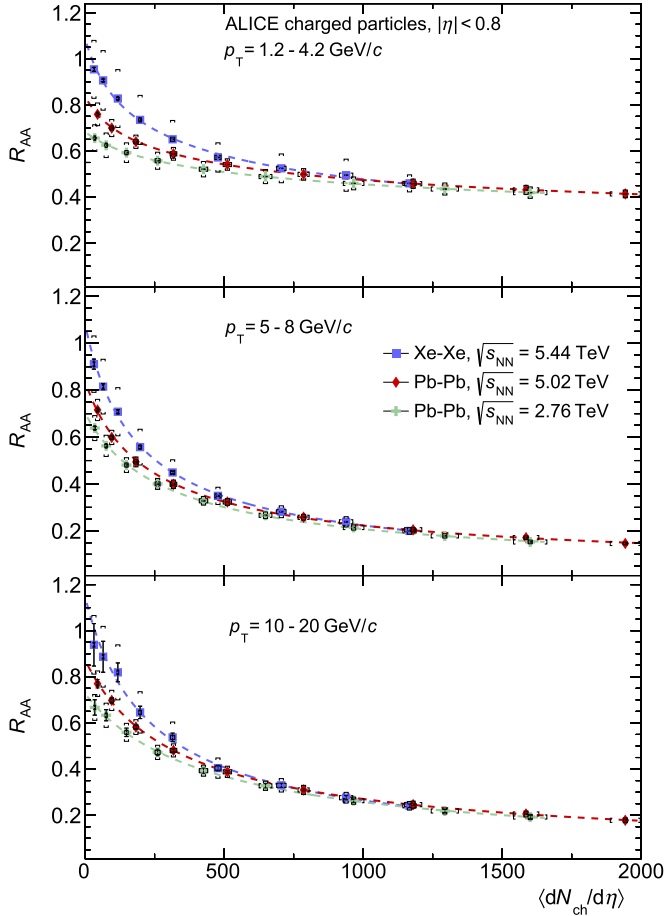 ALICE charged particles, |η| < 0.8
p_T = 1.2 - 4.2 GeV/c
1.2
1
0.8
0.6
0.4
0.2
R_AA
p_T = 5 - 8 GeV/c
1.2
1
0.8
0.6
0.4
0.2
R_AA
Xe-Xe, √s_NN = 5.44 TeV
Pb-Pb, √s_NN = 5.02 TeV
Pb-Pb, √s_NN = 2.76 TeV
p_T = 10 - 20 GeV/c
1.2
1
0.8
0.6
0.4
0.2
R_AA
0 500 1000 1500 2000
⟨dN_ch/dη⟩